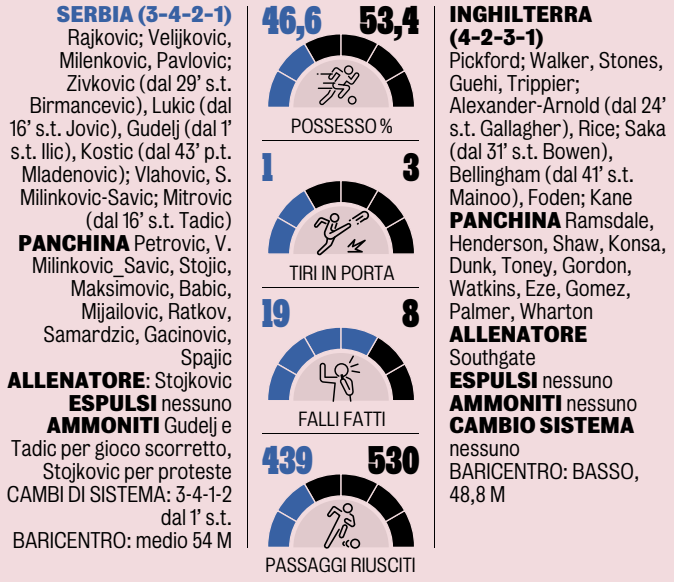 SERBIA (3-4-2-1)
Rajkovic; Velijkovic,
Milenkovic, Pavlovic;
Zivkovic (dal 29' s.t.
Birmancevic), Lukic (dal
16' s.t. Jovic), Gudelj (dal 1'
s.t. Ilic), Kostic (dal 43' p.t.
Mladenovic); Vlahovic, S.
Milinkovic-Savic; Mitrovic
(dal 16' s.t. Tadic)
PANCHINA Petrovic, V.
Milinkovic_Savic, Stojic,
Maksimovic, Babic,
Mijailovic, Ratkov,
Samardzic, Gacinovic,
Spajic
ALLENATORE: Stojkovic
ESPULSI nessuno
AMMONITI Gudelj e
Tadic per gioco scorretto,
Stojkovic per proteste
CAMBI DI SISTEMA: 3-4-1-2
dal 1' s.t.
BARICENTRO: medio 54 M
46,6 53,4
POSSESSO %
1 3
TIRI IN PORTA
19 8
FALLI FATTI
439 530
PASSAGGI RIUSCITI
INGHILTERRA
(4-2-3-1)
Pickford; Walker, Stones,
Guehi, Trippier;
Alexander-Arnold (dal 24'
s.t. Gallagher), Rice; Saka
(dal 31' s.t. Bowen),
Bellingham (dal 41' s.t.
Mainoo), Foden; Kane
PANCHINA Ramsdale,
Henderson, Shaw, Konsa,
Dunk, Toney, Gordon,
Watkins, Eze, Gomez,
Palmer, Wharton
ALLENATORE
Southgate
ESPULSI nessuno
AMMONITI nessuno
CAMBIO SISTEMA
nessuno
BARICENTRO: BASSO,
48,8 M